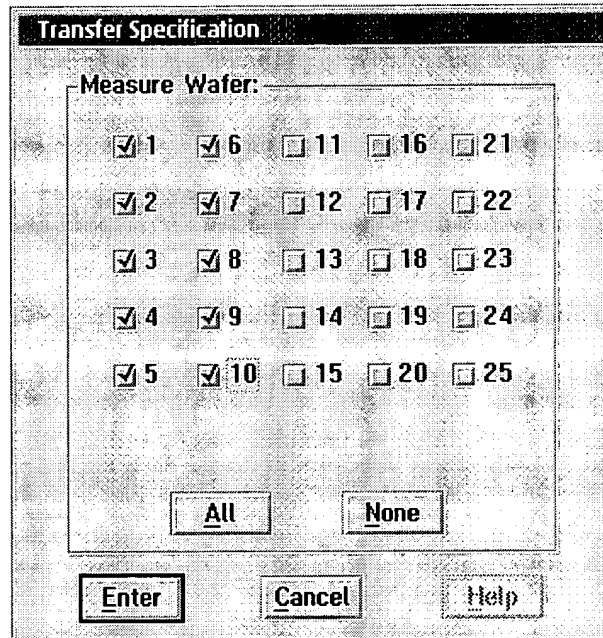 Transfer Specification
Measure Wafer:
1 6 11 16 21
2 7 12 17 22
3 8 13 18 23
4 9 14 19 24
5 10 15 20 25
All None
Enter Cancel Help